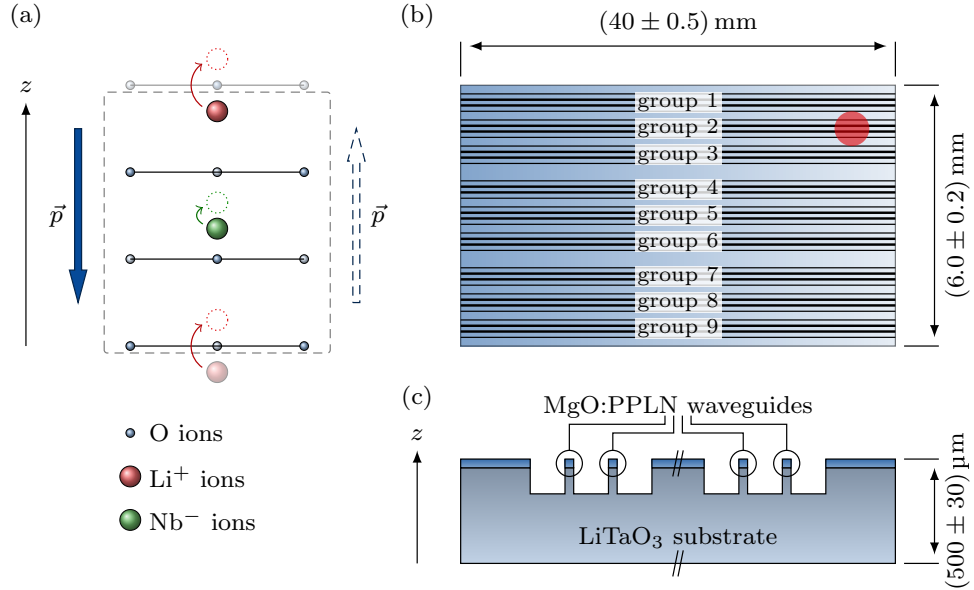 (a)
z
p⃗
p⃗
O ions
Li⁺ ions
Nb⁻ ions
(b)
(40 ± 0.5) mm
group 1
group 2
group 3
group 4
group 5
group 6
group 7
group 8
group 9
(6.0 ± 0.2) mm
(c)
MgO:PPLN waveguides
z
LiTaO₃ substrate
(500 ± 30) µm